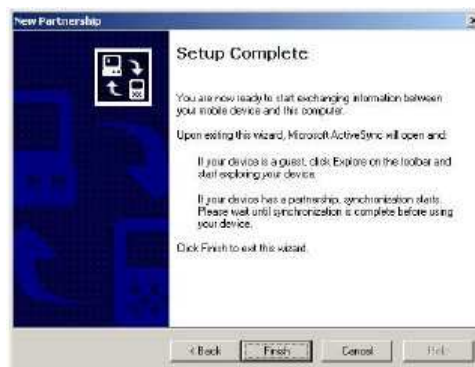 New Partnership
Setup Complete
You are now ready to start exchanging information between
your mobile device and this computer.
Upon exiting this wizard, Microsoft ActiveSync will open and:
If your device is a guest, click Explore on the toolbar and
start exploring your device.
If your device has a partnership, synchronization starts.
Please wait until synchronization is complete before using
your device.
Click Finish to exit this wizard.
< Back
Finish
Cancel
Help